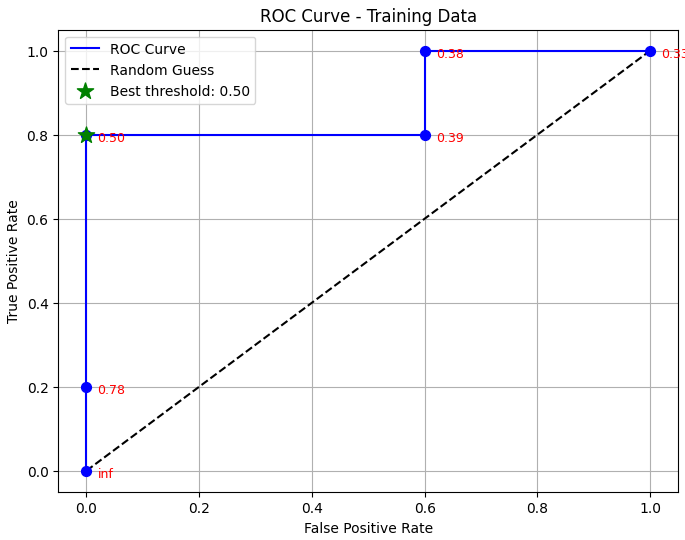 ROC Curve - Training Data
ROC Curve
Random Guess
Best threshold: 0.50
1.0
0.8
0.6
0.4
0.2
0.0
True Positive Rate
0.38
0.33
0.50
0.39
0.78
inf
0.0
0.2
0.4
0.6
0.8
1.0
False Positive Rate